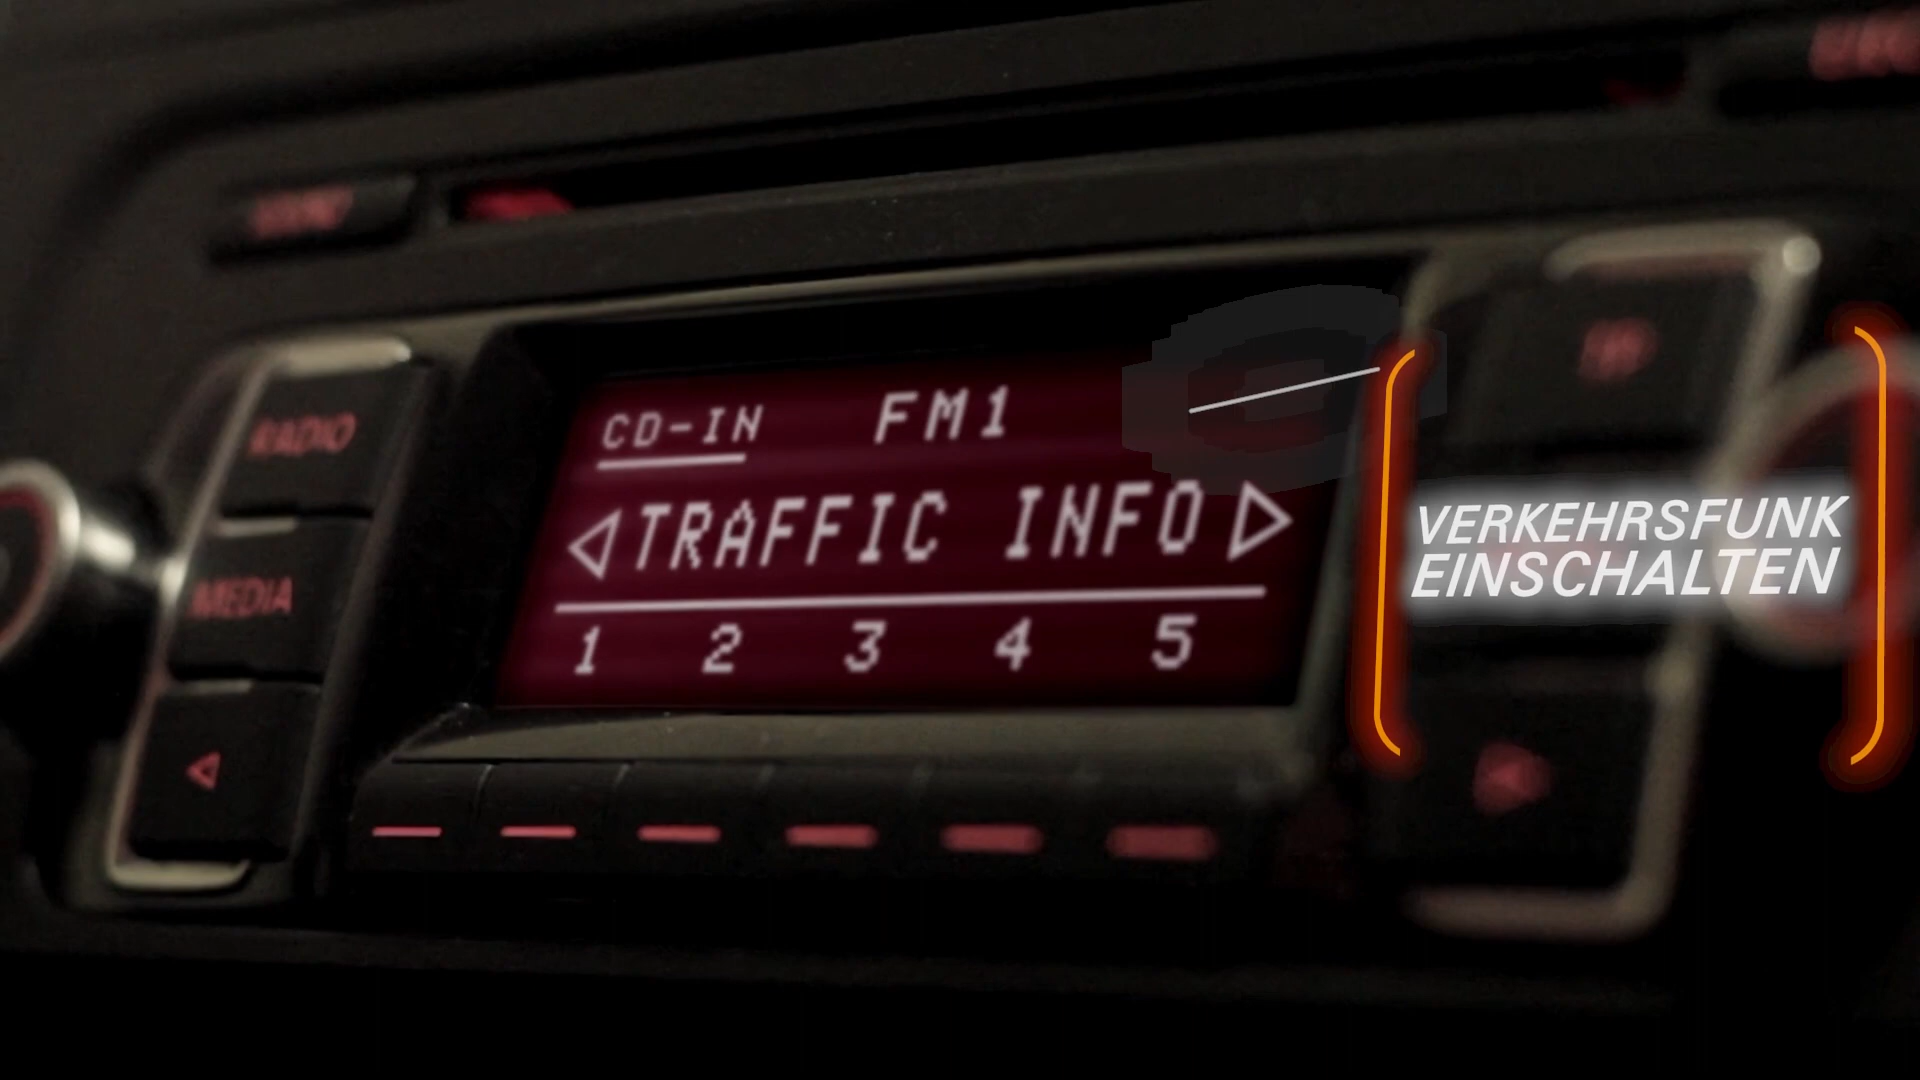 RADIO
MEDIA
CD-IN FM1
TRAFFIC INFO
1 2 3 4 5
VERKEHRSFUNK
EINSCHALTEN